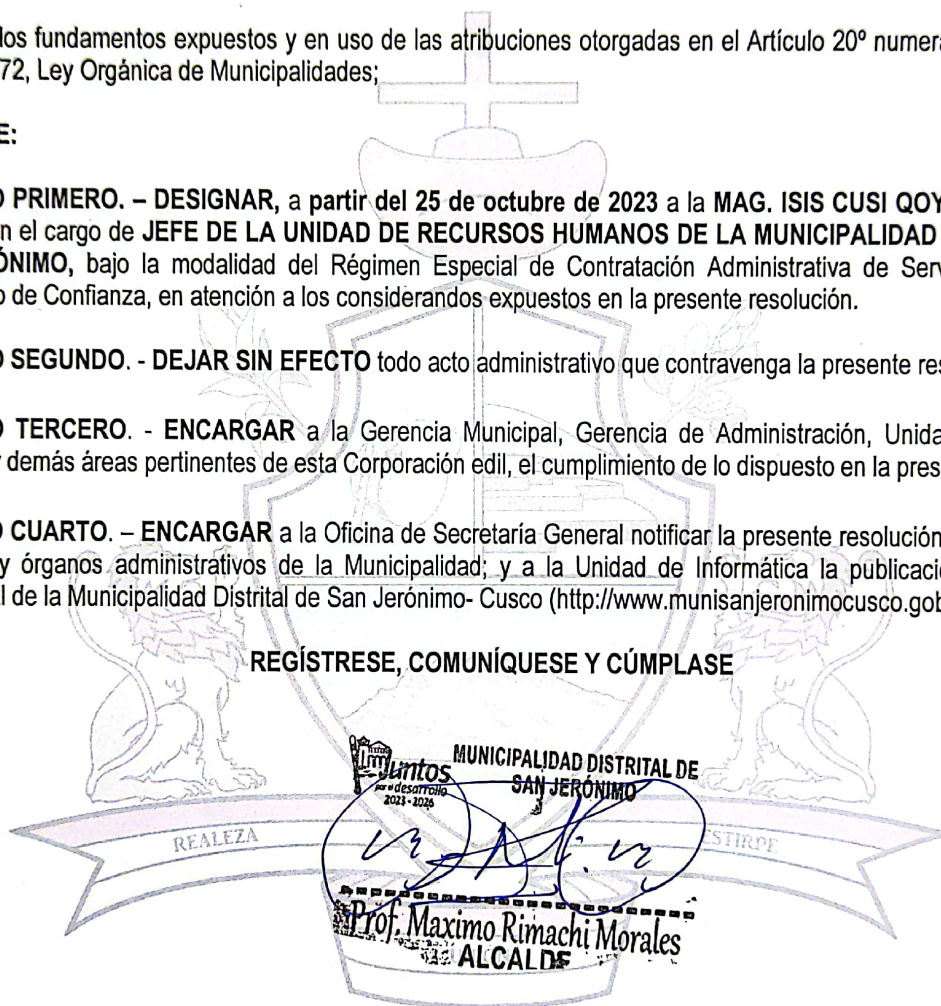 los fundamentos expuestos y en uso de las atribuciones otorgadas en el Artículo 20º numera
72, Ley Orgánica de Municipalidades;
E:
O PRIMERO. – DESIGNAR, a partir del 25 de octubre de 2023 a la MAG. ISIS CUSI QOY
n el cargo de JEFE DE LA UNIDAD DE RECURSOS HUMANOS DE LA MUNICIPALIDAD
ÓNIMO, bajo la modalidad del Régimen Especial de Contratación Administrativa de Serv
o de Confianza, en atención a los considerandos expuestos en la presente resolución.
O SEGUNDO. - DEJAR SIN EFECTO todo acto administrativo que contravenga la presente res
O TERCERO. - ENCARGAR a la Gerencia Municipal, Gerencia de Administración, Unida
y demás áreas pertinentes de esta Corporación edil, el cumplimiento de lo dispuesto en la pres
O CUARTO. – ENCARGAR a la Oficina de Secretaría General notificar la presente resolución
y órganos administrativos de la Municipalidad; y a la Unidad de Informática la publicació
l de la Municipalidad Distrital de San Jerónimo- Cusco (http://www.munisanjeronimocusco.gob
REGÍSTRESE, COMUNÍQUESE Y CÚMPLASE
Juntos
por el desarrollo
2023 - 2026
MUNICIPALIDAD DISTRITAL DE
SAN JERÓNIMO
REALEZA
ESTIRPE
Prof. Maximo Rimachi Morales
ALCALDE